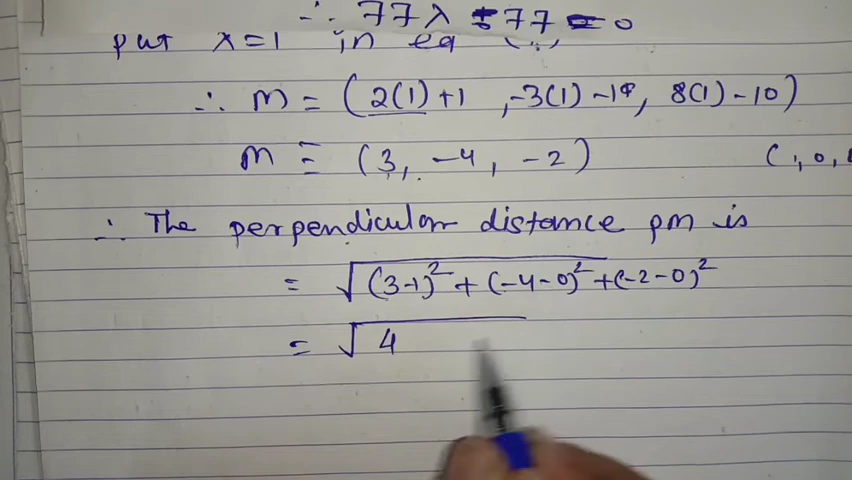 ∴ 77λ - 77 = 0
put λ=1 in eq
∴ m = (2(1)+1 , -3(1)-1, 8(1)-10)
m ≡ (3, -4, -2)
(1,0,
∴ The perpendicular distance pm is
= √(3-1)² + (-4-0)² + (-2-0)²
= √4